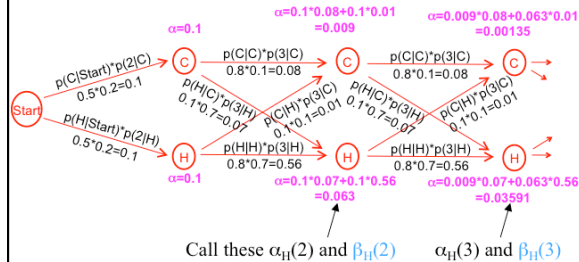 α=0.1
α=0.1*0.08+0.1*0.01
=0.009
α=0.009*0.08+0.063*0.01
=0.00135
Start
p(C|Start)*p(2|C)
0.5*0.2=0.1
p(H|Start)*p(2|H)
0.5*0.2=0.1
C
p(C|C)*p(3|C)
0.8*0.1=0.08
C
p(C|C)*p(3|C)
0.8*0.1=0.08
C
p(H|C)*p(3|H)
0.1*0.7=0.07
p(C|H)*p(3|C)
0.1*0.1=0.01
p(H|C)*p(3|H)
0.1*0.7=0.07
p(C|H)*p(3|C)
0.1*0.1=0.01
H
p(H|H)*p(3|H)
0.8*0.7=0.56
H
p(H|H)*p(3|H)
0.8*0.7=0.56
H
α=0.1
α=0.1*0.07+0.1*0.56
=0.063
α=0.009*0.07+0.063*0.56
=0.03591
Call these αH(2) and βH(2)
αH(3) and βH(3)